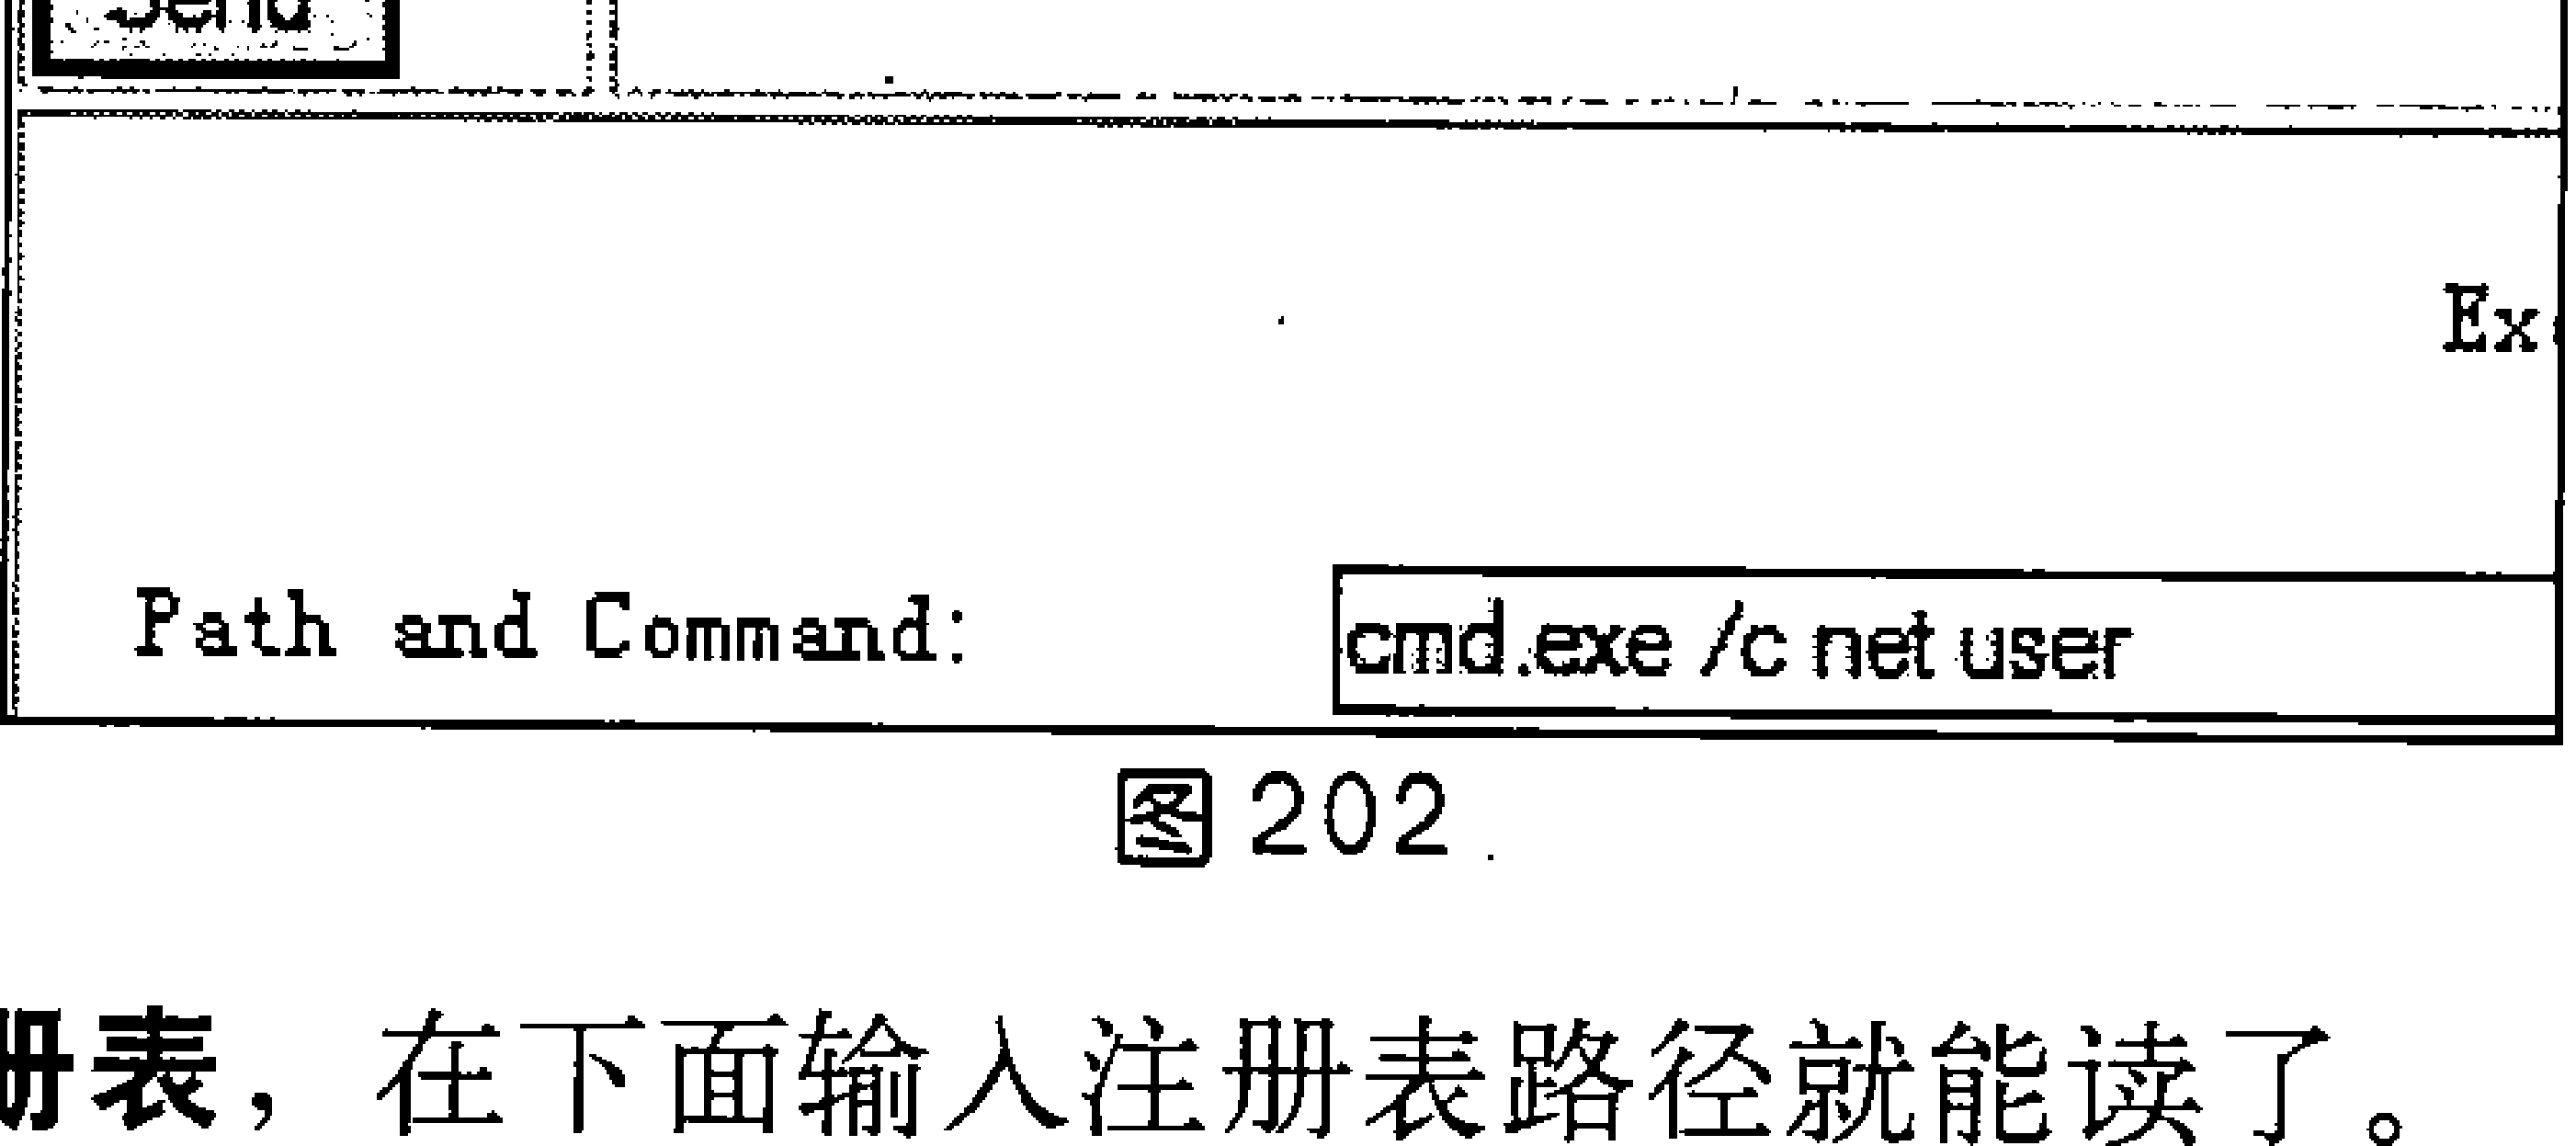 Send
Ex
Path and Command: cmd.exe /c net user
图 202
册表，在下面输入注册表路径就能读了。